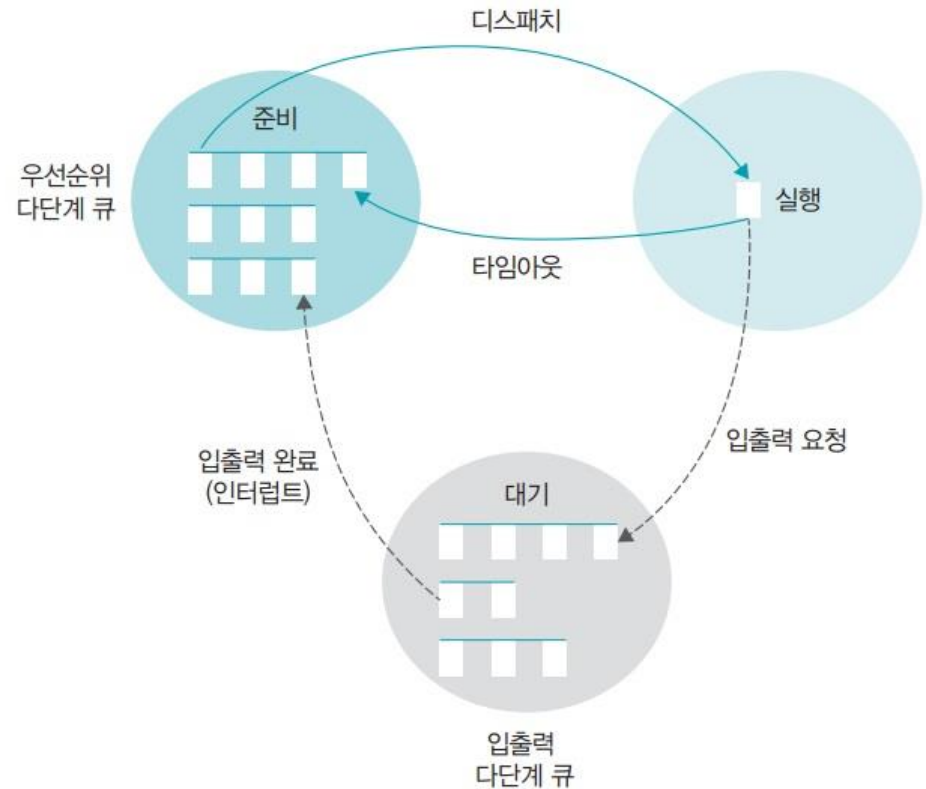 디스패치
준비
우선순위
다단계 큐
실행
타임아웃
입출력 요청
입출력 완료
(인터럽트)
대기
입출력
다단계 큐